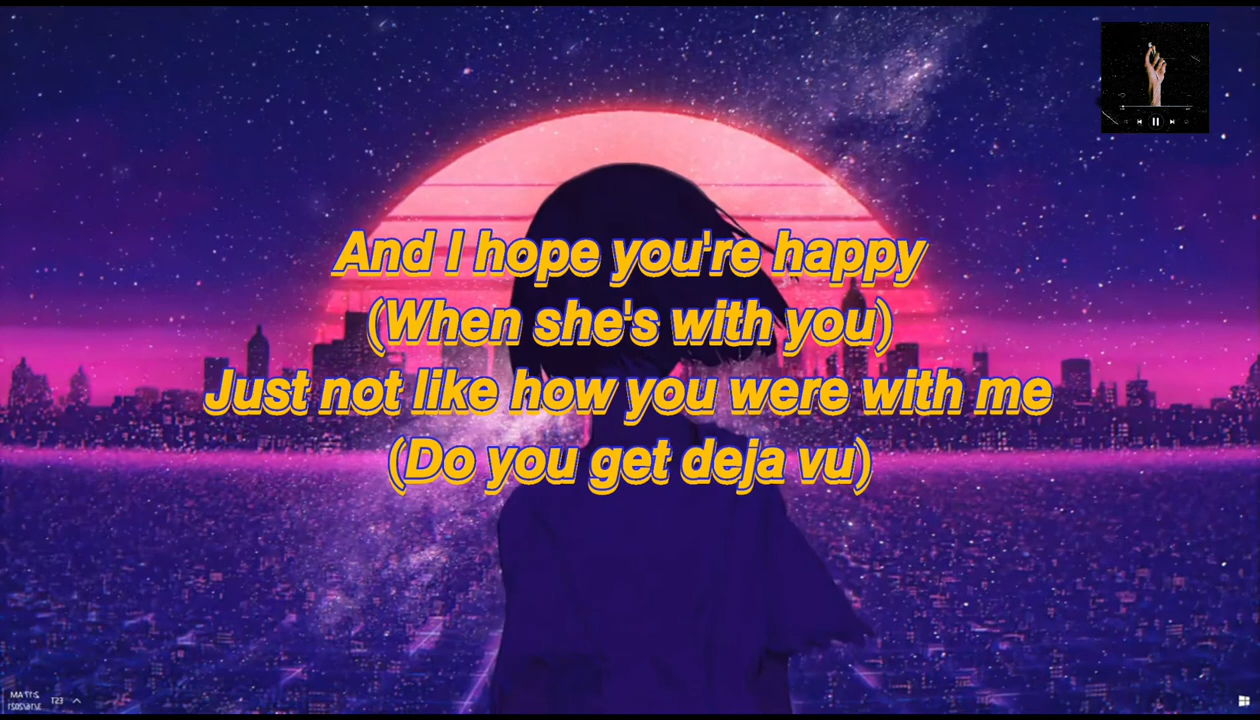 And I hope you're happy
(When she's with you)
Just not like how you were with me
(Do you get deja vu)